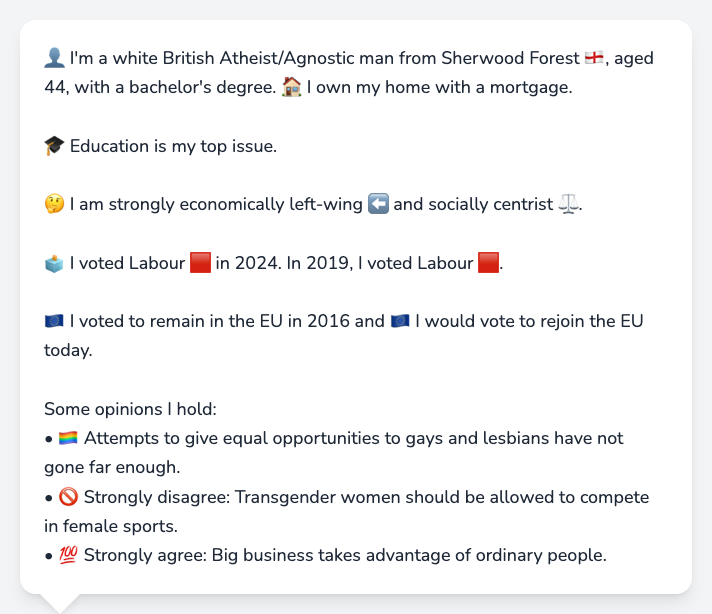 👤 I'm a white British Atheist/Agnostic man from Sherwood Forest 🏴󠁧󠁢󠁥󠁮󠁧󠁿, aged
44, with a bachelor's degree. 🏠 I own my home with a mortgage.
🎓 Education is my top issue.
🤔 I am strongly economically left-wing ⬅️ and socially centrist ⚖️.
🗳️ I voted Labour 🟥 in 2024. In 2019, I voted Labour 🟥.
🇪🇺 I voted to remain in the EU in 2016 and 🇪🇺 I would vote to rejoin the EU
today.
Some opinions I hold:
• 🏳️‍🌈 Attempts to give equal opportunities to gays and lesbians have not
gone far enough.
• 🚫 Strongly disagree: Transgender women should be allowed to compete
in female sports.
• 💯 Strongly agree: Big business takes advantage of ordinary people.